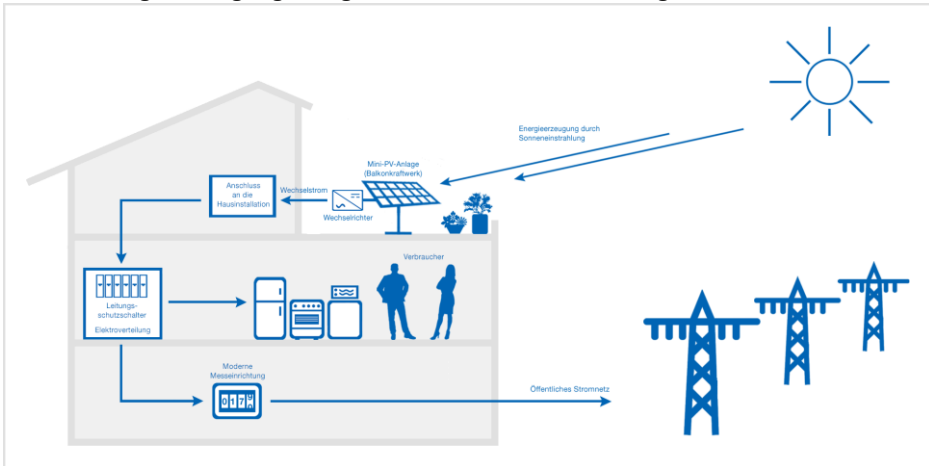 Energieerzeugung durch
Sonneneinstrahlung
Mini-PV-Anlage
(Balkonkraftwerk)
Anschluss
an die
Hausinstallation
Wechselstrom
Wechselrichter
Verbraucher
Leitungs-
schutzschalter
Elektroverteilung
Moderne
Messeinrichtung
017
Öffentliches Stromnetz